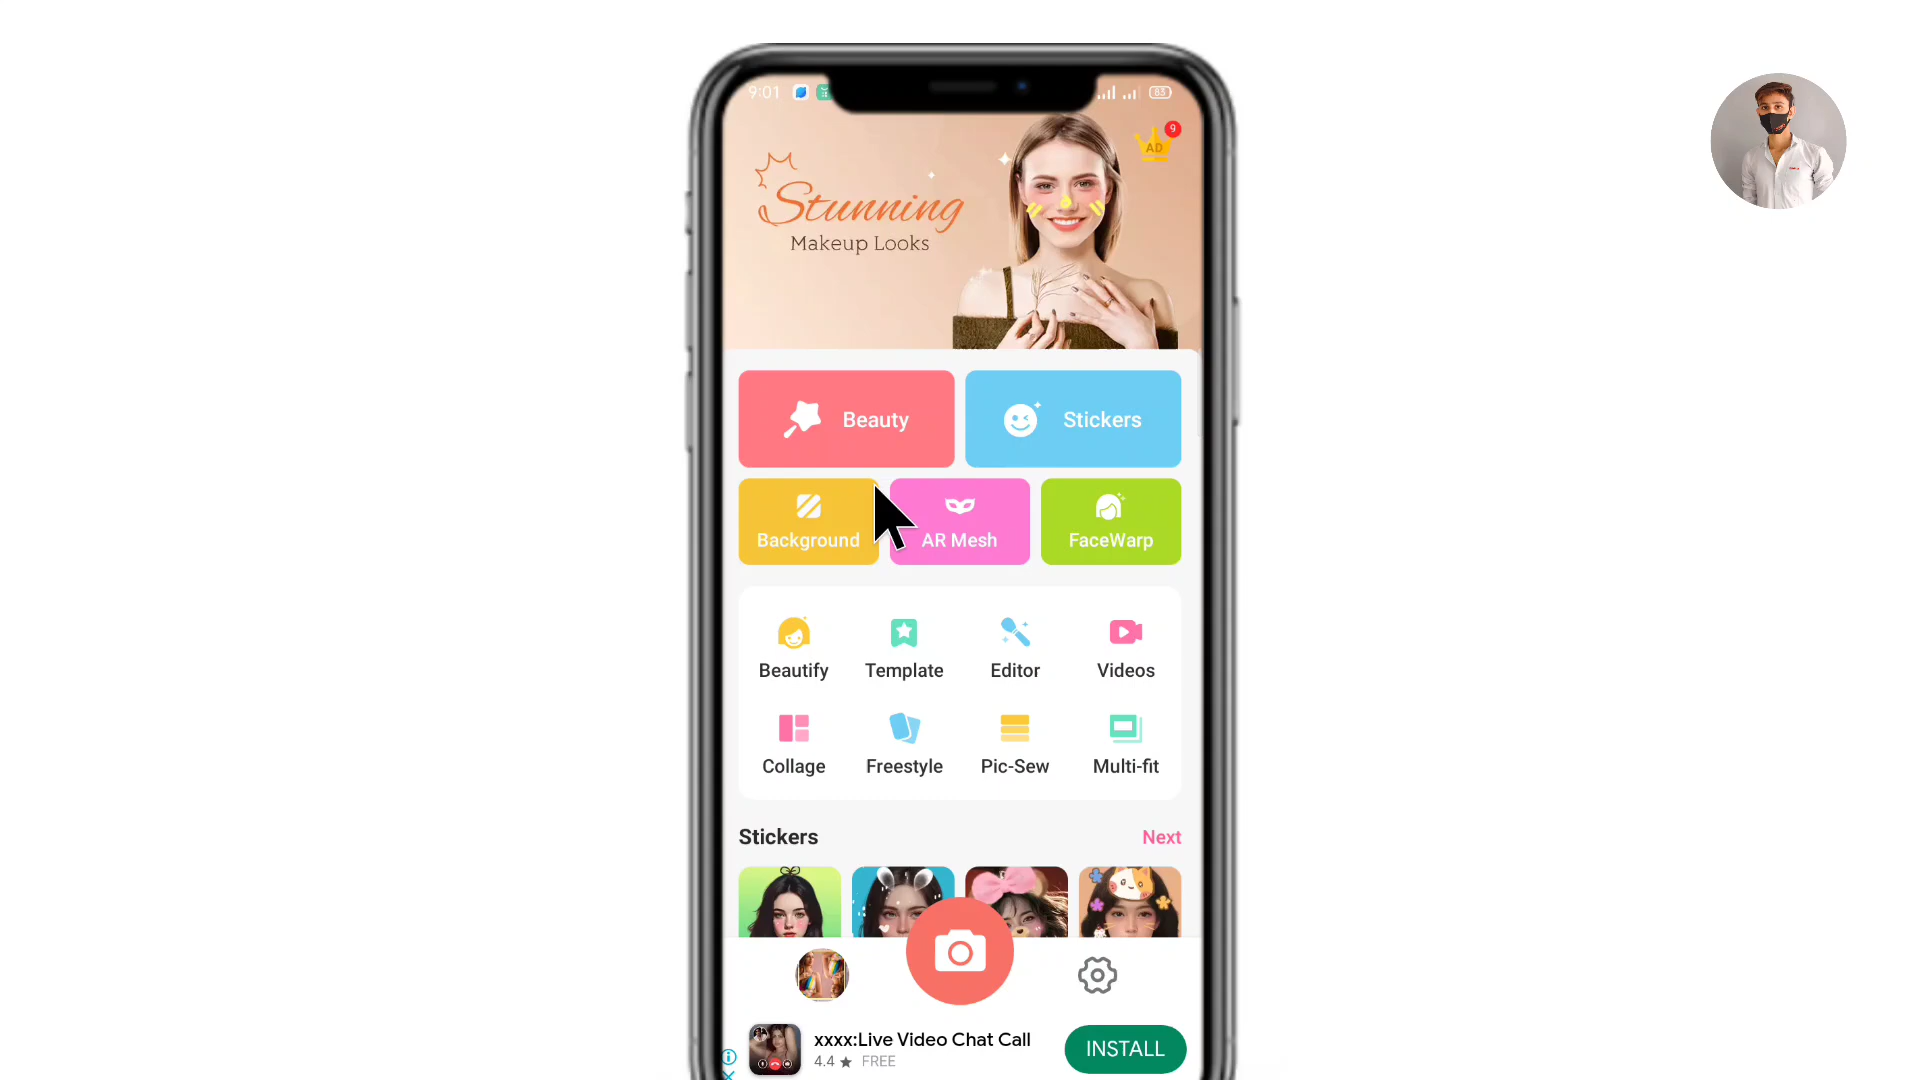 9:01
83
9
AD
Stunning
Makeup Looks
Beauty
Stickers
Background
AR Mesh
FaceWarp
Beautify
Template
Editor
Videos
Collage
Freestyle
Pic-Sew
Multi-fit
Stickers
Next
xxxx:Live Video Chat Call
4.4 ★ FREE
INSTALL